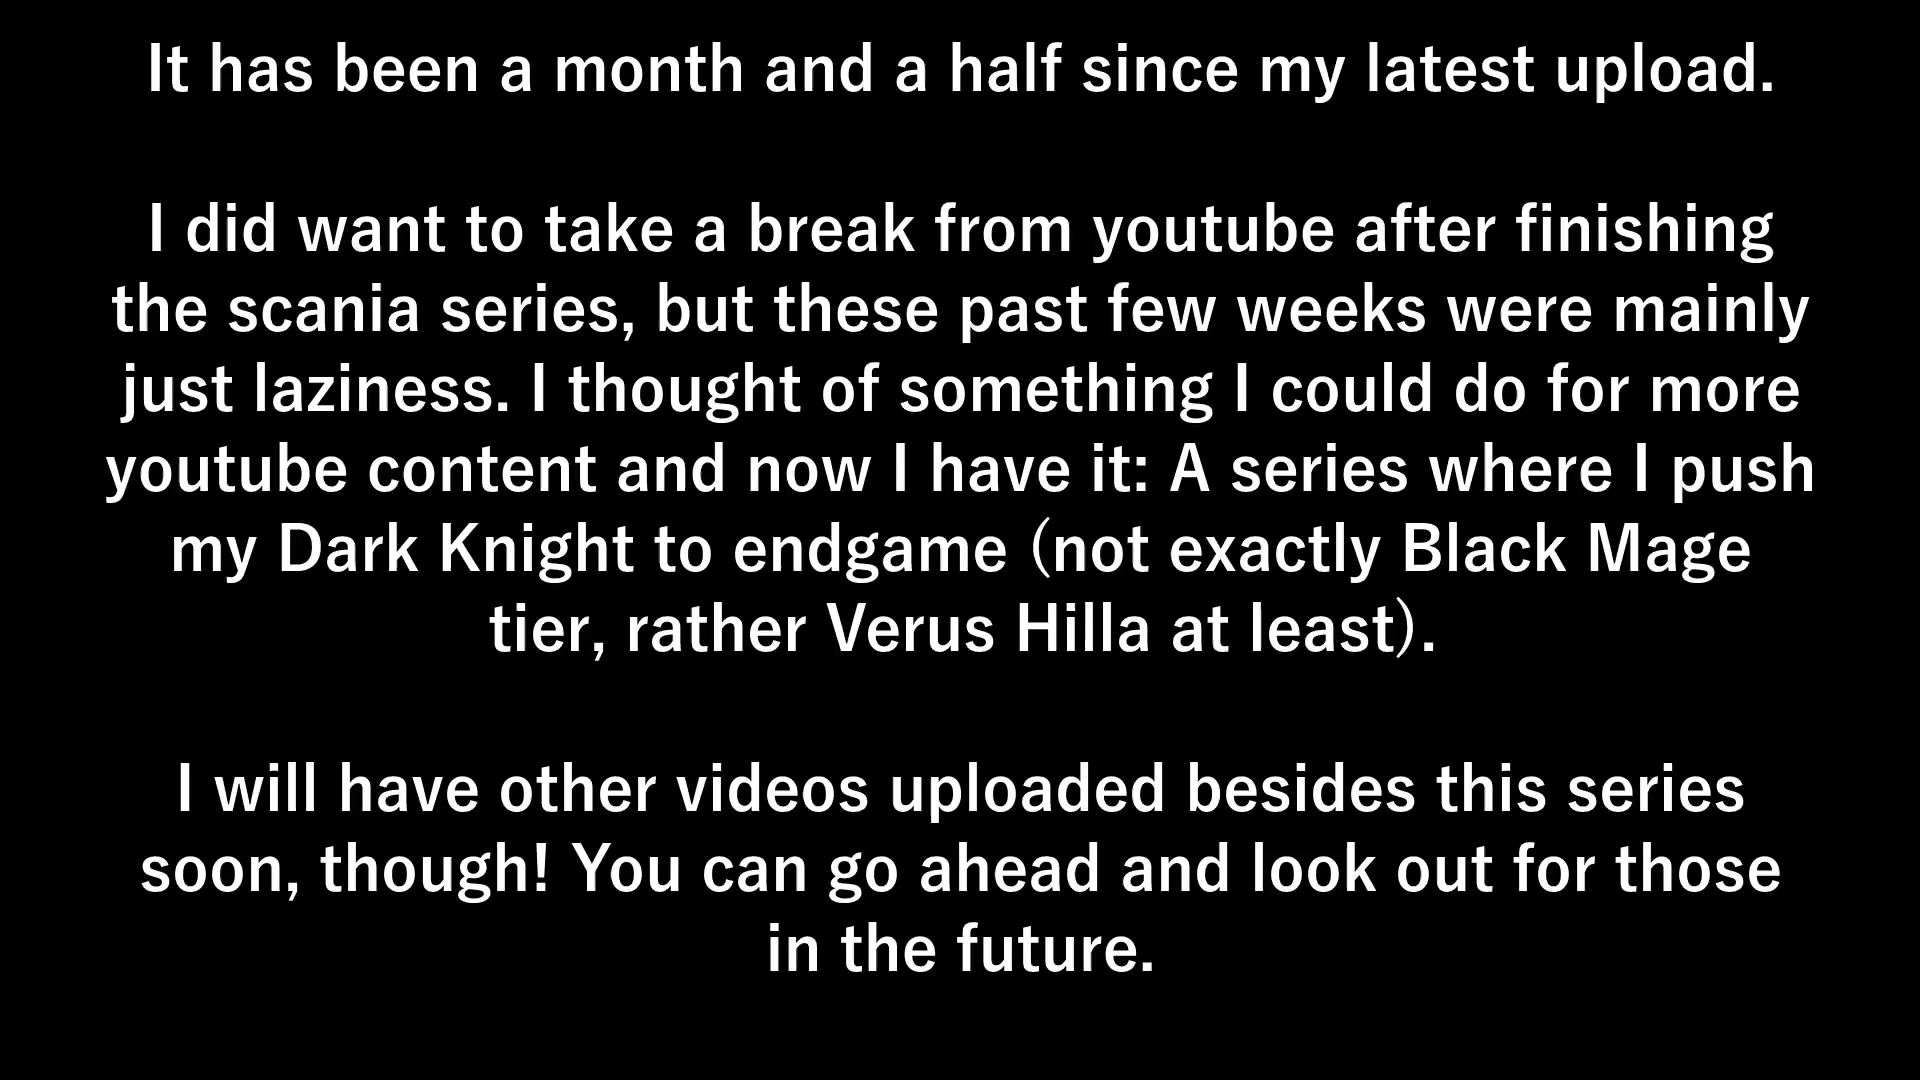 It has been a month and a half since my latest upload.
I did want to take a break from youtube after finishing
the scania series, but these past few weeks were mainly
just laziness. I thought of something I could do for more
youtube content and now I have it: A series where I push
my Dark Knight to endgame (not exactly Black Mage
tier, rather Verus Hilla at least).
I will have other videos uploaded besides this series
soon, though! You can go ahead and look out for those
in the future.